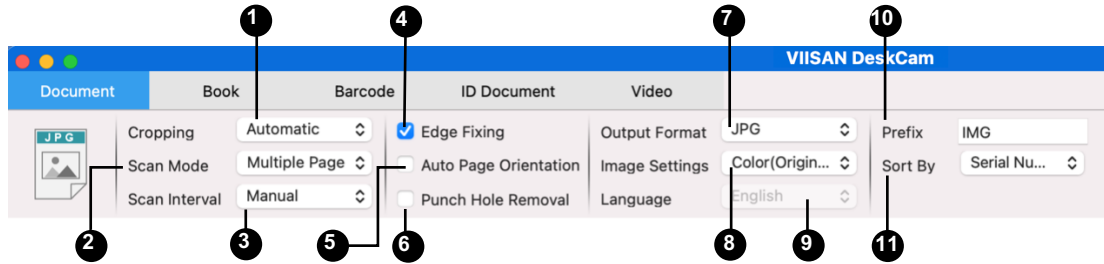 1 4 7 10
VIISAN DeskCam
Document Book Barcode ID Document Video
JPG Cropping Automatic Edge Fixing Output Format JPG Prefix IMG
Scan Mode Multiple Page Auto Page Orientation Image Settings Color(Origin... Sort By Serial Nu...
Scan Interval Manual Punch Hole Removal Language English
2 3 5 6 8 9 11